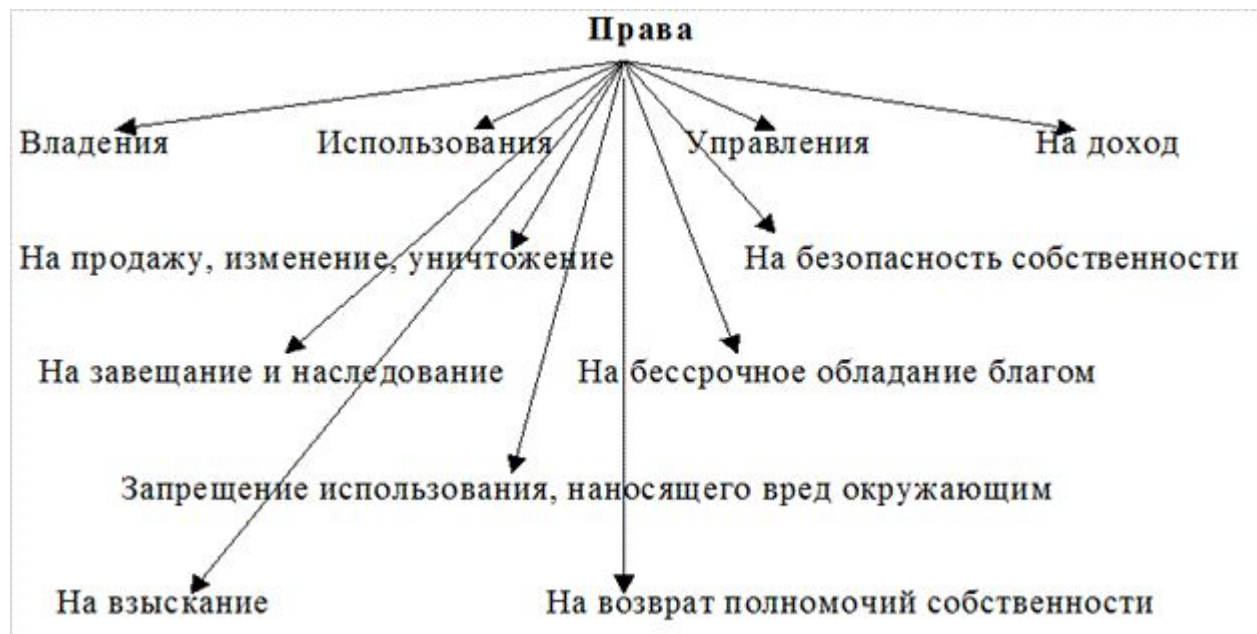 Права
Владения Использования Управления На доход
На продажу, изменение, уничтожение На безопасность собственности
На завещание и наследование На бессрочное обладание благом
Запрещение использования, наносящего вред окружающим
На взыскание На возврат полномочий собственности